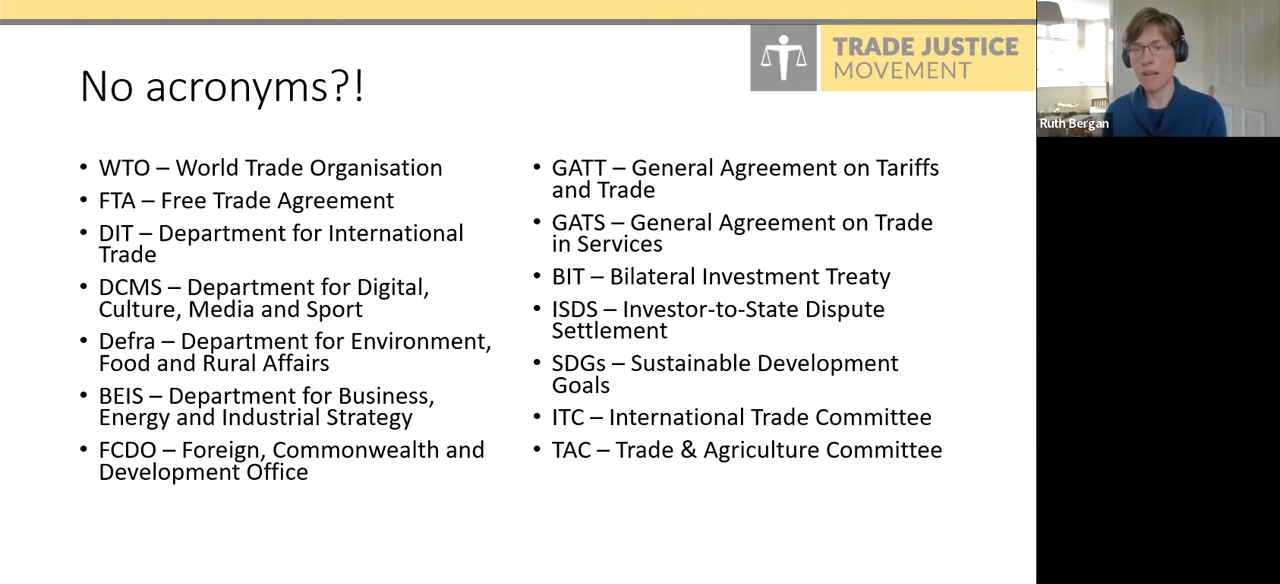 TRADE JUSTICE
MOVEMENT
Ruth Bergan
No acronyms?!
• WTO – World Trade Organisation
• FTA – Free Trade Agreement
• DIT – Department for International
Trade
• DCMS – Department for Digital,
Culture, Media and Sport
• Defra – Department for Environment,
Food and Rural Affairs
• BEIS – Department for Business,
Energy and Industrial Strategy
• FCDO – Foreign, Commonwealth and
Development Office
• GATT – General Agreement on Tariffs
and Trade
• GATS – General Agreement on Trade
in Services
• BIT – Bilateral Investment Treaty
• ISDS – Investor-to-State Dispute
Settlement
• SDGs – Sustainable Development
Goals
• ITC – International Trade Committee
• TAC – Trade & Agriculture Committee